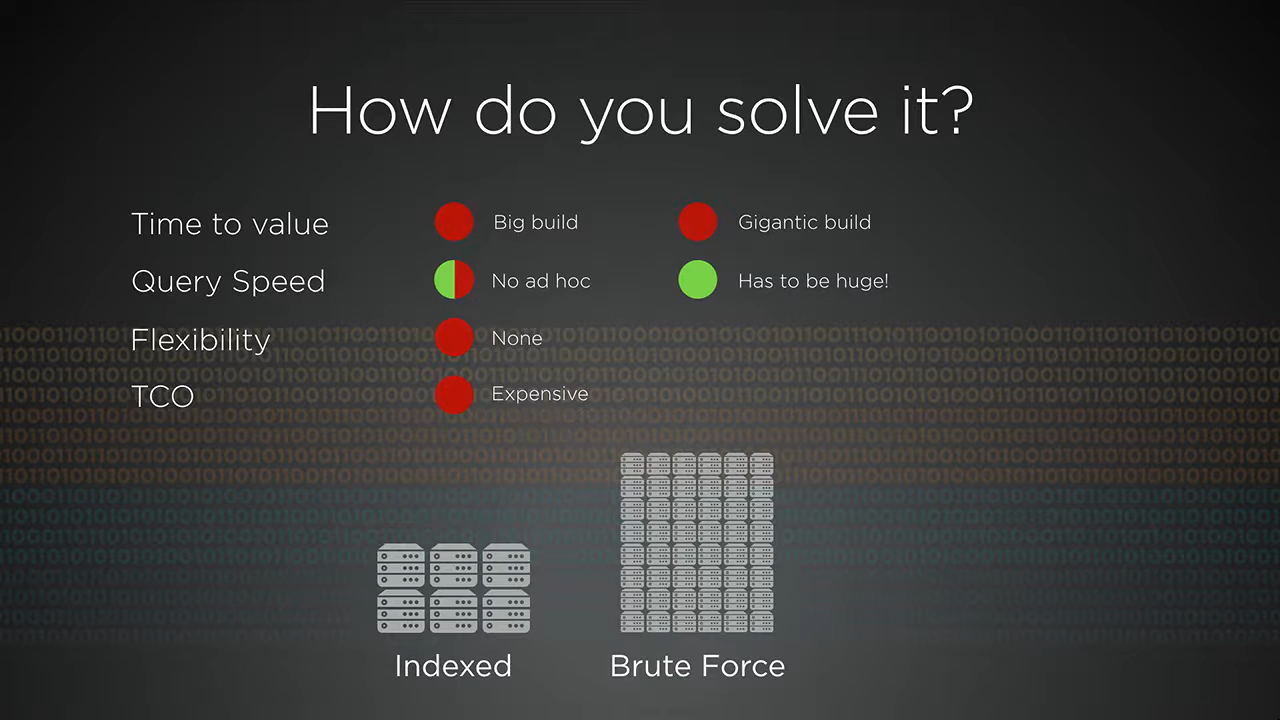 How do you solve it?
Time to value Big build Gigantic build
Query Speed No ad hoc Has to be huge!
Flexibility None
TCO Expensive
Indexed Brute Force